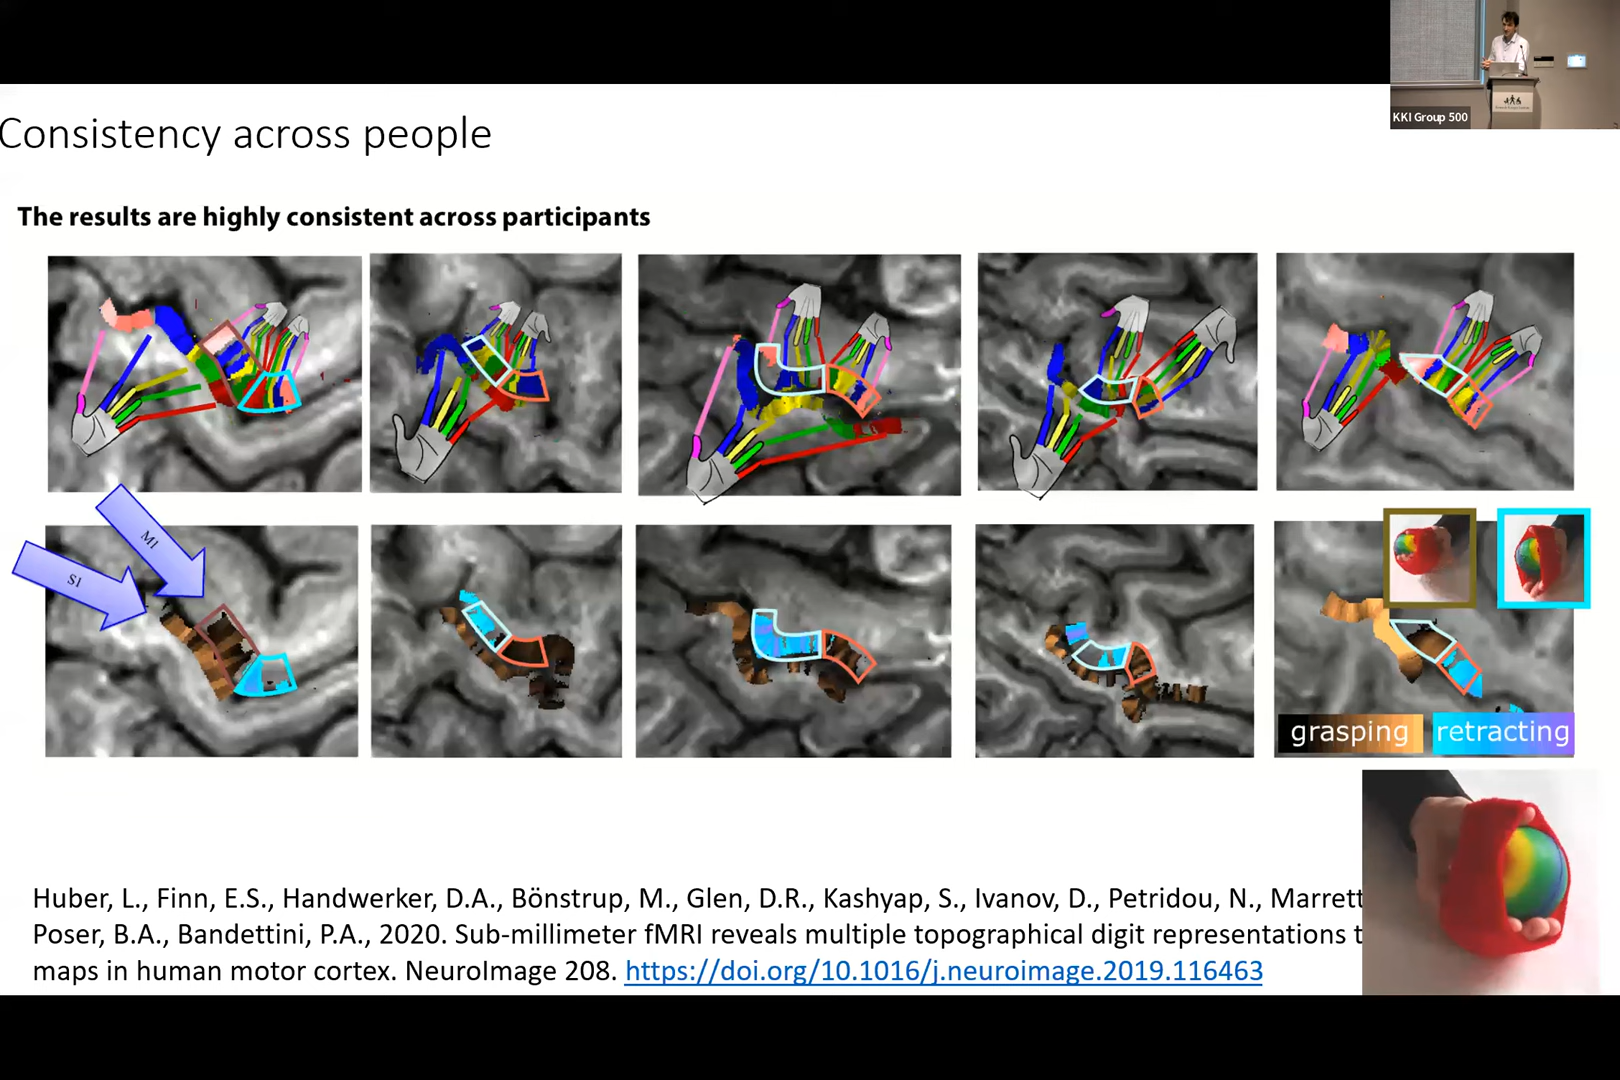 KKI Group 500
Consistency across people
The results are highly consistent across participants
M1
S1
grasping
retracting
Huber, L., Finn, E.S., Handwerker, D.A., Bönstrup, M., Glen, D.R., Kashyap, S., Ivanov, D., Petridou, N., Marrett
Poser, B.A., Bandettini, P.A., 2020. Sub-millimeter fMRI reveals multiple topographical digit representations t
maps in human motor cortex. NeuroImage 208. https://doi.org/10.1016/j.neuroimage.2019.116463